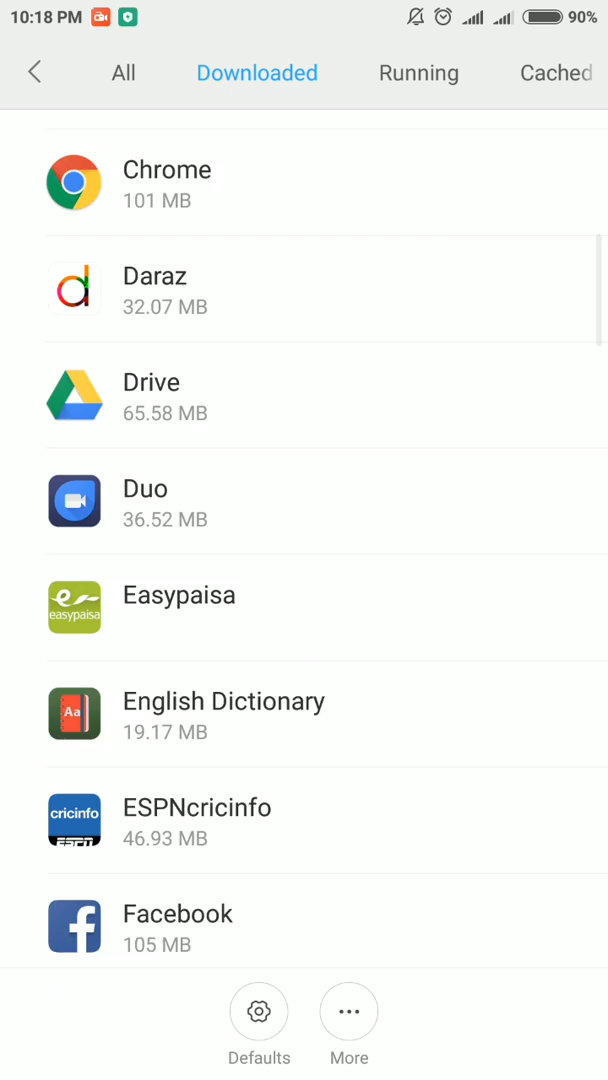 10:18 PM 90%
All Downloaded Running Cached
Chrome
101 MB
Daraz
32.07 MB
Drive
65.58 MB
Duo
36.52 MB
easypaisa
Easypaisa
Aa
English Dictionary
19.17 MB
cricinfo
ESPN
ESPNcricinfo
46.93 MB
Facebook
105 MB
Defaults More